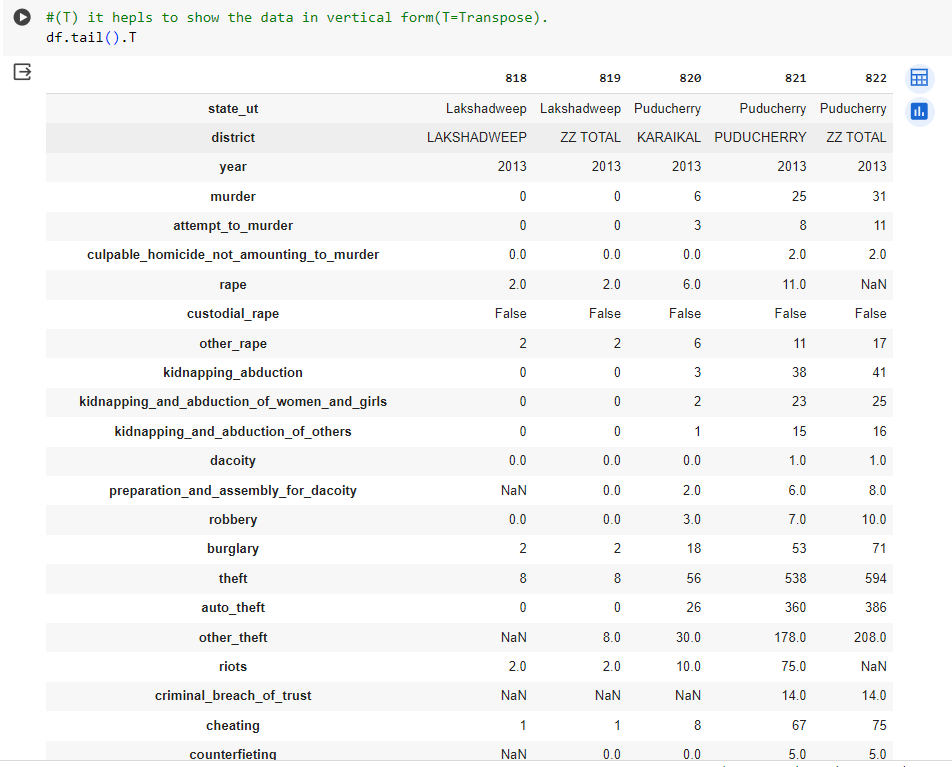 #(T) it hepls to show the data in vertical form(T=Transpose).
df.tail().T
818 819 820 821 822
state_ut Lakshadweep Lakshadweep Puducherry Puducherry Puducherry
district LAKSHADWEEP ZZ TOTAL KARAIKAL PUDUCHERRY ZZ TOTAL
year 2013 2013 2013 2013 2013
murder 0 0 6 25 31
attempt_to_murder 0 0 3 8 11
culpable_homicide_not_amounting_to_murder 0.0 0.0 0.0 2.0 2.0
rape 2.0 2.0 6.0 11.0 NaN
custodial_rape False False False False False
other_rape 2 2 6 11 17
kidnapping_abduction 0 0 3 38 41
kidnapping_and_abduction_of_women_and_girls 0 0 2 23 25
kidnapping_and_abduction_of_others 0 0 1 15 16
dacoity 0.0 0.0 0.0 1.0 1.0
preparation_and_assembly_for_dacoity NaN 0.0 2.0 6.0 8.0
robbery 0.0 0.0 3.0 7.0 10.0
burglary 2 2 18 53 71
theft 8 8 56 538 594
auto_theft 0 0 26 360 386
other_theft NaN 8.0 30.0 178.0 208.0
riots 2.0 2.0 10.0 75.0 NaN
criminal_breach_of_trust NaN NaN NaN 14.0 14.0
cheating 1 1 8 67 75
counterfieting NaN 0.0 0.0 5.0 5.0